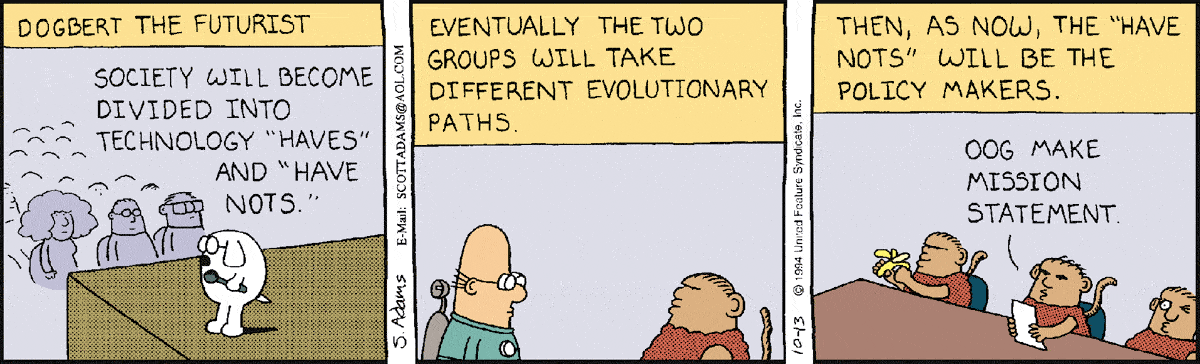 DOGBERT THE FUTURIST
SOCIETY WILL BECOME
DIVIDED INTO
TECHNOLOGY "HAVES"
AND "HAVE
NOTS."
S. Adams
E-Mail: SCOTTADAMS@AOL.COM
EVENTUALLY THE TWO
GROUPS WILL TAKE
DIFFERENT EVOLUTIONARY
PATHS.
10-13
© 1994 United Feature Syndicate, Inc.
THEN, AS NOW, THE "HAVE
NOTS" WILL BE THE
POLICY MAKERS.
OOG MAKE
MISSION
STATEMENT.